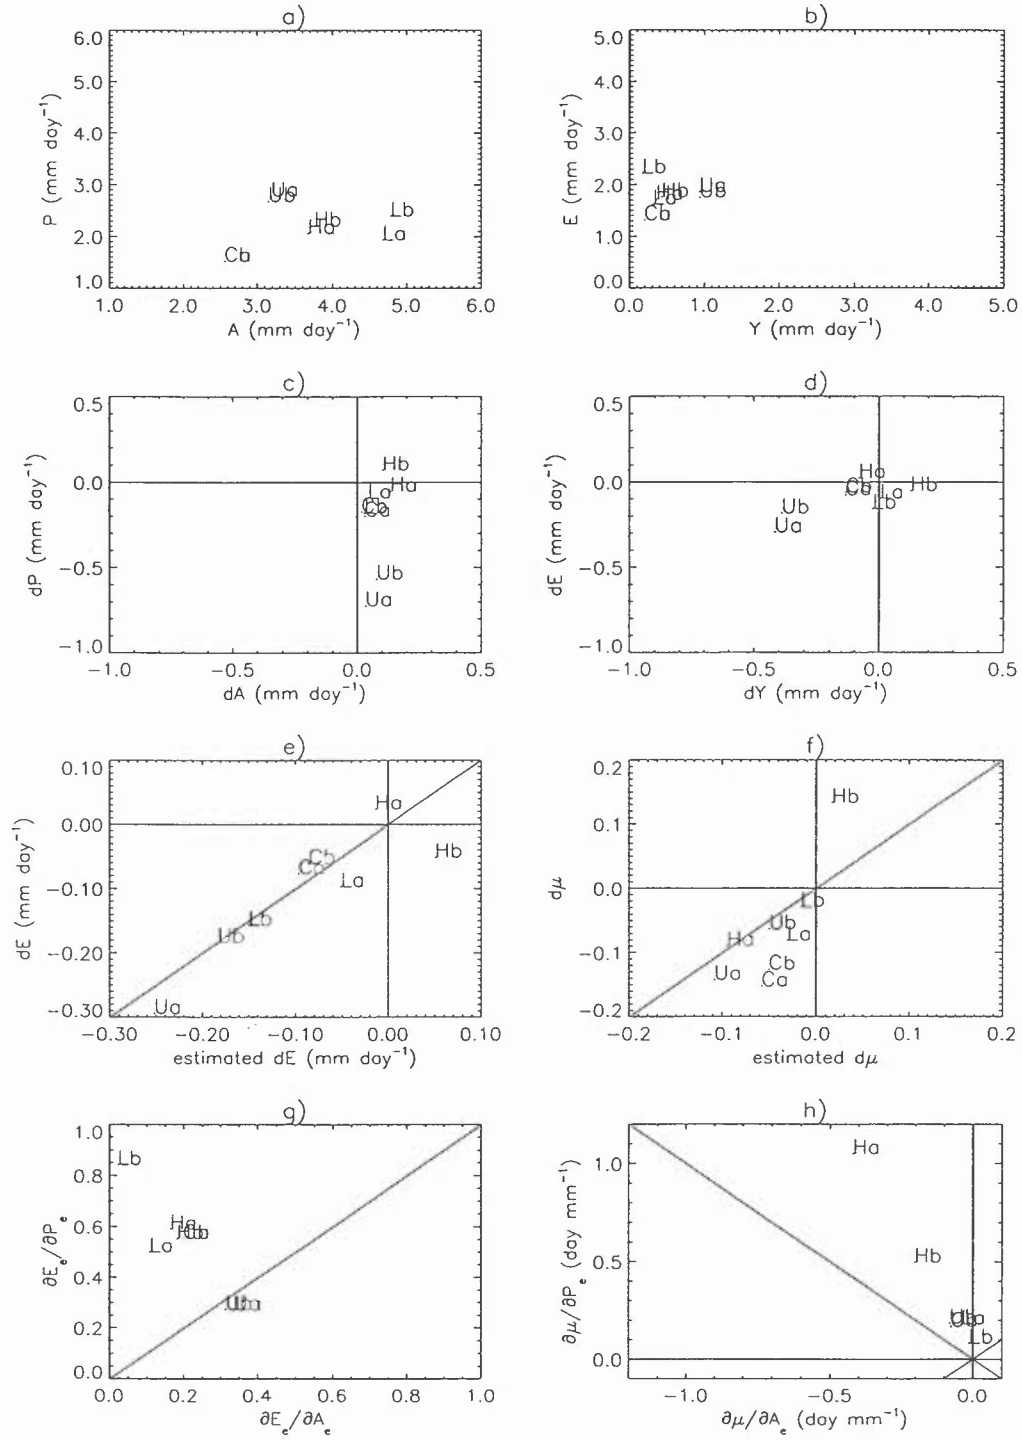 a)
6.0
5.0
4.0
3.0
2.0
1.0
P (mm day⁻¹)
Ua
Ub
Lb
Hb
Ha
La
1.0 2.0 3.0 4.0 5.0 6.0
A (mm day⁻¹)
b)
5.0
4.0
3.0
2.0
1.0
0.0
E (mm day⁻¹)
Lb
Ua
Ub
Hb
0.0 1.0 2.0 3.0 4.0 5.0
Y (mm day⁻¹)
c)
0.5
0.0
−0.5
−1.0
dP (mm day⁻¹)
Hb
Ha
La
Ub
Ua
−1.0 −0.5 0.0 0.5
dA (mm day⁻¹)
d)
0.5
0.0
−0.5
−1.0
dE (mm day⁻¹)
Ha
Hb
La
Lb
Ub
Ua
−1.0 −0.5 0.0 0.5
dY (mm day⁻¹)
e)
0.10
0.00
−0.10
−0.20
−0.30
dE (mm day⁻¹)
Ha
Hb
Cb
Ca
La
Lb
Ub
Ua
−0.30 −0.20 −0.10 0.00 0.10
estimated dE (mm day⁻¹)
f)
0.2
0.1
0.0
−0.1
−0.2
dμ
Hb
Lb
Ub
La
Ha
Cb
Ua
Ca
−0.2 −0.1 0.0 0.1 0.2
estimated dμ
g)
1.0
0.8
0.6
0.4
0.2
0.0
∂Eₑ/∂Pₑ
Lb
Ha
La
0.0 0.2 0.4 0.6 0.8 1.0
∂Eₑ/∂Aₑ
h)
1.0
0.5
0.0
∂μ/∂Pₑ (day mm⁻¹)
Ha
Hb
Lb
−1.0 −0.5 0.0
∂μ/∂Aₑ (day mm⁻¹)